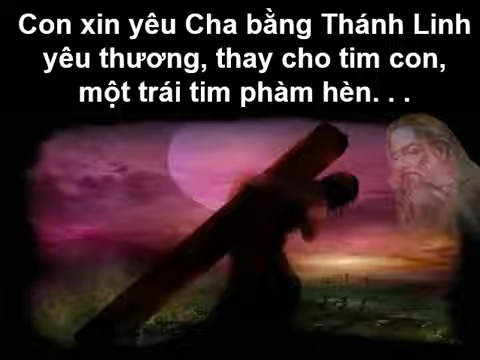 Con xin yêu Cha bằng Thánh Linh
yêu thương, thay cho tim con,
một trái tim phàm hèn. . .